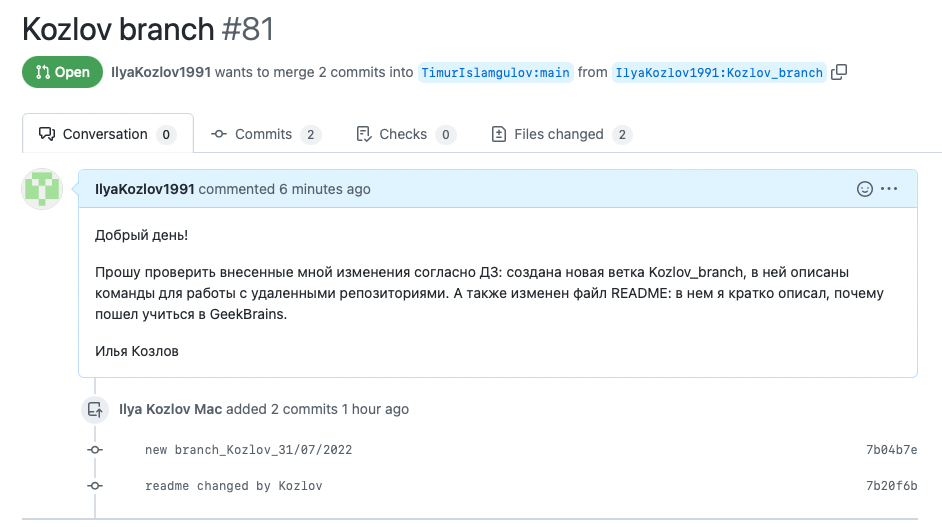 Kozlov branch #81
Open IlyaKozlov1991 wants to merge 2 commits into TimurIslamgulov:main from IlyaKozlov1991:Kozlov_branch
Conversation 0 Commits 2 Checks 0 Files changed 2
IlyaKozlov1991 commented 6 minutes ago
Добрый день!
Прошу проверить внесенные мной изменения согласно ДЗ: создана новая ветка Kozlov_branch, в ней описаны
команды для работы с удаленными репозиториями. А также изменен файл README: в нем я кратко описал, почему
пошел учиться в GeekBrains.
Илья Козлов
Ilya Kozlov Mac added 2 commits 1 hour ago
new branch_Kozlov_31/07/2022 7b04b7e
readme changed by Kozlov 7b20f6b